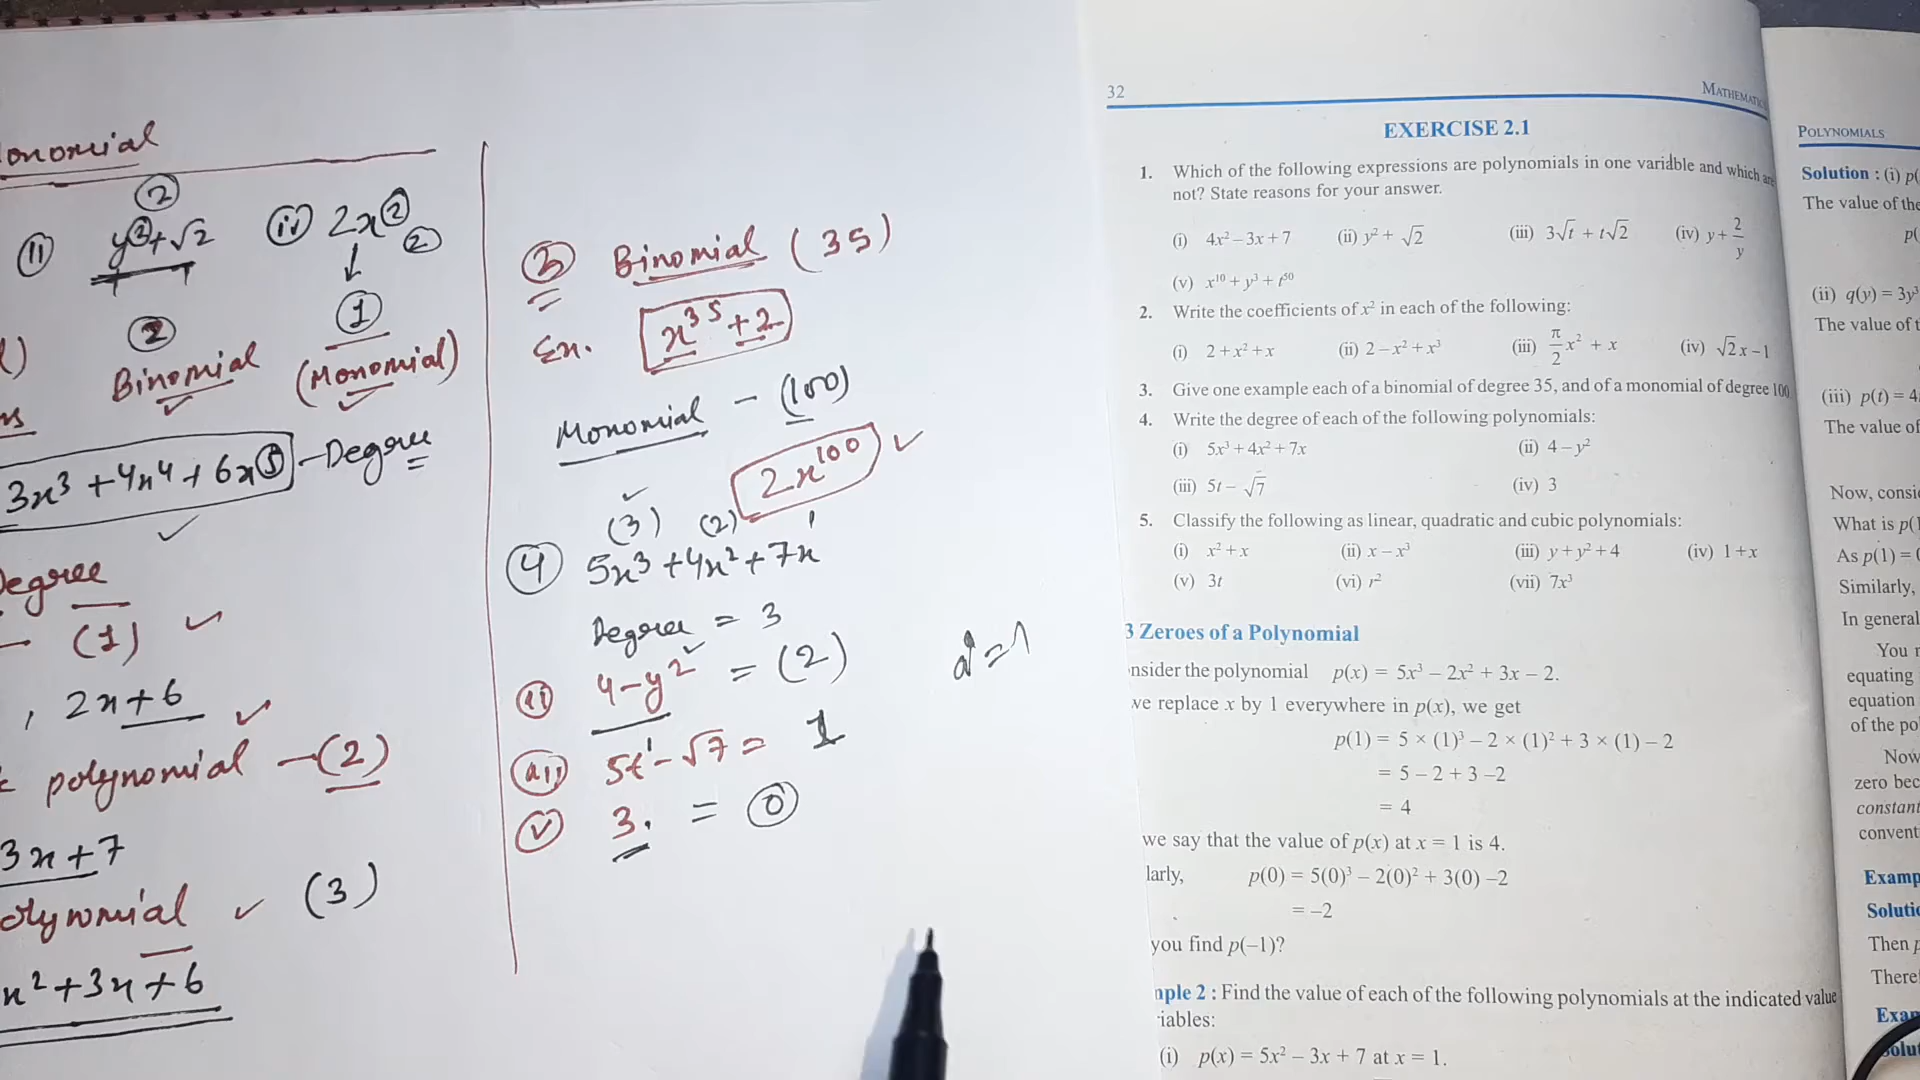 onomial
(2)
(ii) y² + √2 (iv) 2x² (2)
(2) (1)
Binomial (Monomial)
3x³ + 4x⁴ + 6x⁵ - Degree
egree
- (1)
, 2x+6
polynomial - (2)
3x+7
olynomial (3)
x²+3x+6
(3) Binomial (35)
Ex. x³⁵ + 2
Monomial - (100)
2x¹⁰⁰
(3) (2) 1
(4) 5x³ + 4x² + 7x
Degree = 3
(ii) 4 - y² = (2)
d = 1
(iii) 5t¹ - √7 = 1
(v) 3. = (0)
32
EXERCISE 2.1
1. Which of the following expressions are polynomials in one variable and which are
not? State reasons for your answer.
(i) 4x² – 3x + 7 (ii) y² + √2 (iii) 3√t + t√2 (iv) y + 2/y
(v) x¹⁰ + y³ + t⁵⁰
2. Write the coefficients of x² in each of the following:
(i) 2 + x² + x (ii) 2 – x² + x³ (iii) π/2 x² + x (iv) √2 x – 1
3. Give one example each of a binomial of degree 35, and of a monomial of degree 100
4. Write the degree of each of the following polynomials:
(i) 5x³ + 4x² + 7x (ii) 4 – y²
(iii) 5t – √7 (iv) 3
5. Classify the following as linear, quadratic and cubic polynomials:
(i) x² + x (ii) x – x³ (iii) y + y² + 4 (iv) 1 + x
(v) 3t (vi) r² (vii) 7x³
3 Zeroes of a Polynomial
nsider the polynomial p(x) = 5x³ – 2x² + 3x – 2.
we replace x by 1 everywhere in p(x), we get
p(1) = 5 × (1)³ – 2 × (1)² + 3 × (1) – 2
= 5 – 2 + 3 –2
= 4
we say that the value of p(x) at x = 1 is 4.
larly, p(0) = 5(0)³ – 2(0)² + 3(0) –2
= –2
you find p(–1)?
nple 2 : Find the value of each of the following polynomials at the indicated value
iables:
(i) p(x) = 5x² – 3x + 7 at x = 1.
POLYNOMIALS
Solution : (i) p(
The value of the
p(
(ii) q(y) = 3y³
The value of t
(iii) p(t) = 4
The value of
Now, consi
What is p(
As p(1) = (
Similarly,
In general
You r
equating
equation
of the po
Now
zero bec
constant
convent
Examp
Solutio
Then p
Theref
Exam